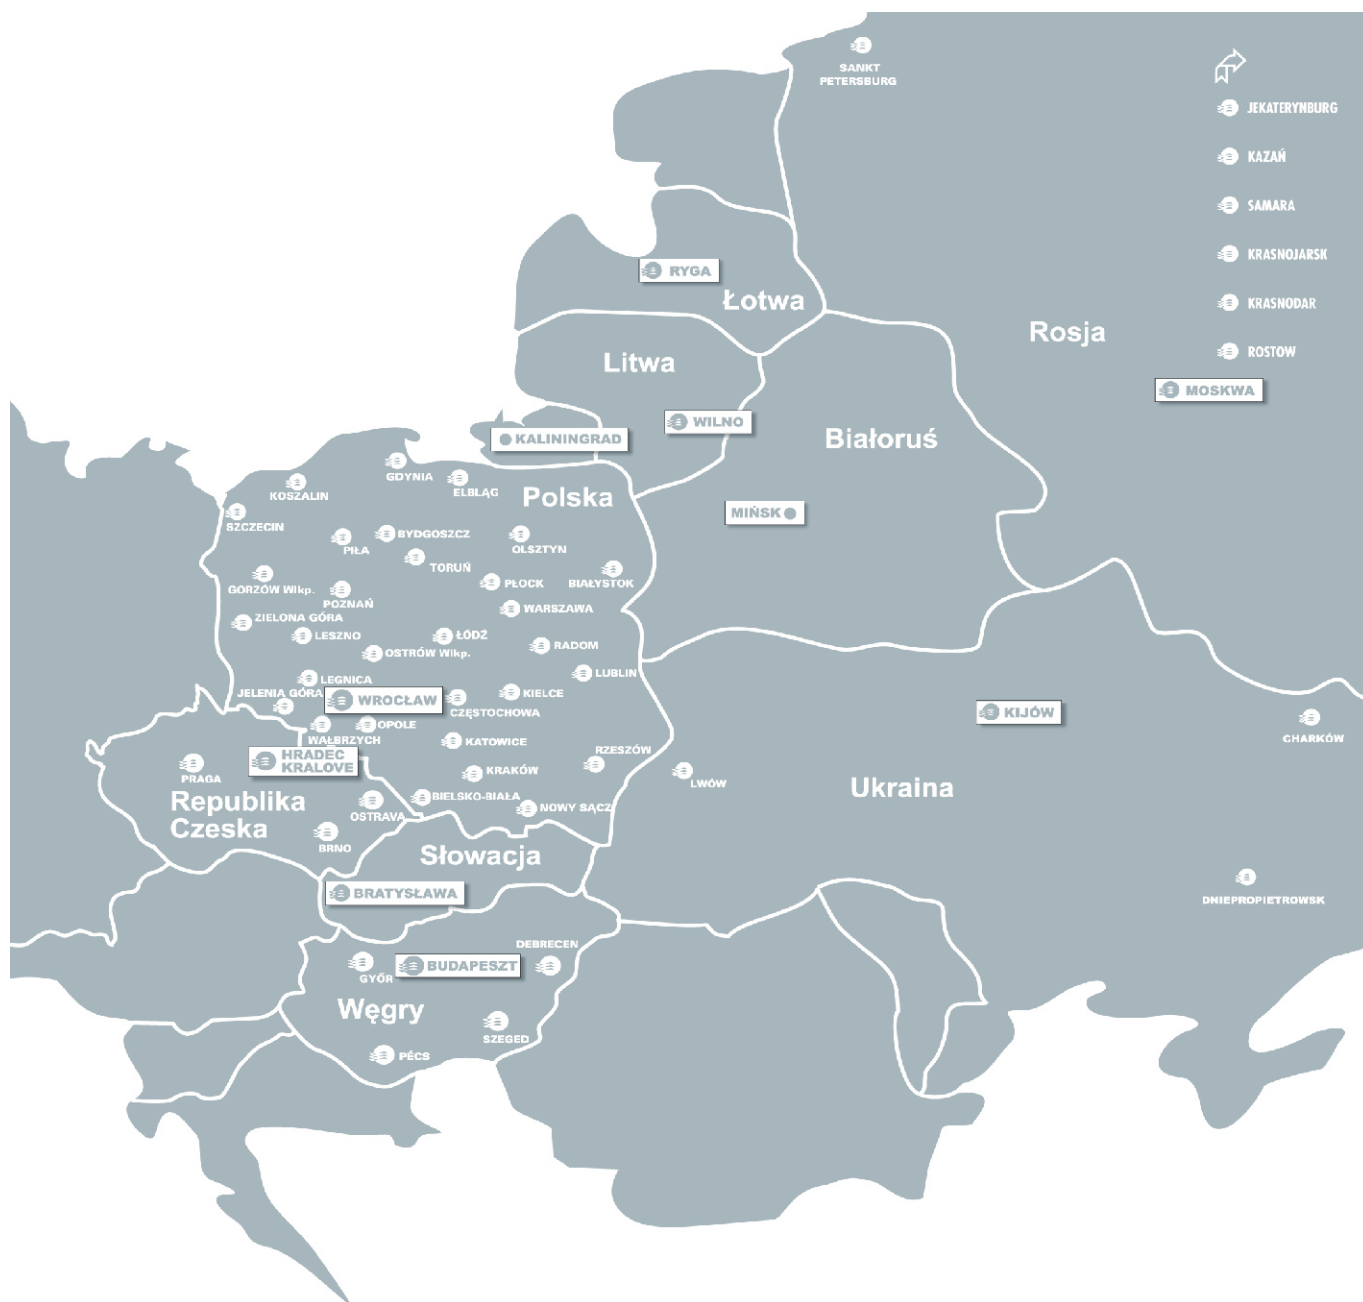 SANKT
PETERSBURG
JEKATERYNBURG
KAZAŃ
SAMARA
KRASNOJARSK
KRASNODAR
ROSTOW
MOSKWA
RYGA
Łotwa
Rosja
Litwa
WILNO
KALININGRAD
Białoruś
MIŃSK
GDYNIA
ELBLĄG
KOSZALIN
Polska
SZCZECIN
PIŁA
BYDGOSZCZ
OLSZTYN
TORUŃ
GORZÓW Wlkp.
POZNAŃ
PŁOCK
BIAŁYSTOK
WARSZAWA
ZIELONA GÓRA
LESZNO
ŁÓDŹ
OSTRÓW Wlkp.
RADOM
LUBLIN
LEGNICA
JELENIA GÓRA
WROCŁAW
KIELCE
CZĘSTOCHOWA
OPOLE
WAŁBRZYCH
KATOWICE
RZESZÓW
KIJÓW
CHARKÓW
HRADEC
KRALOVE
PRAGA
KRAKÓW
LWÓW
Ukraina
Republika
Czeska
BIELSKO-BIAŁA
NOWY SĄCZ
OSTRAVA
BRNO
Słowacja
BRATYSŁAWA
DNIEPROPIETROWSK
DEBRECEN
GYŐR
BUDAPESZT
Węgry
SZEGED
PÉCS